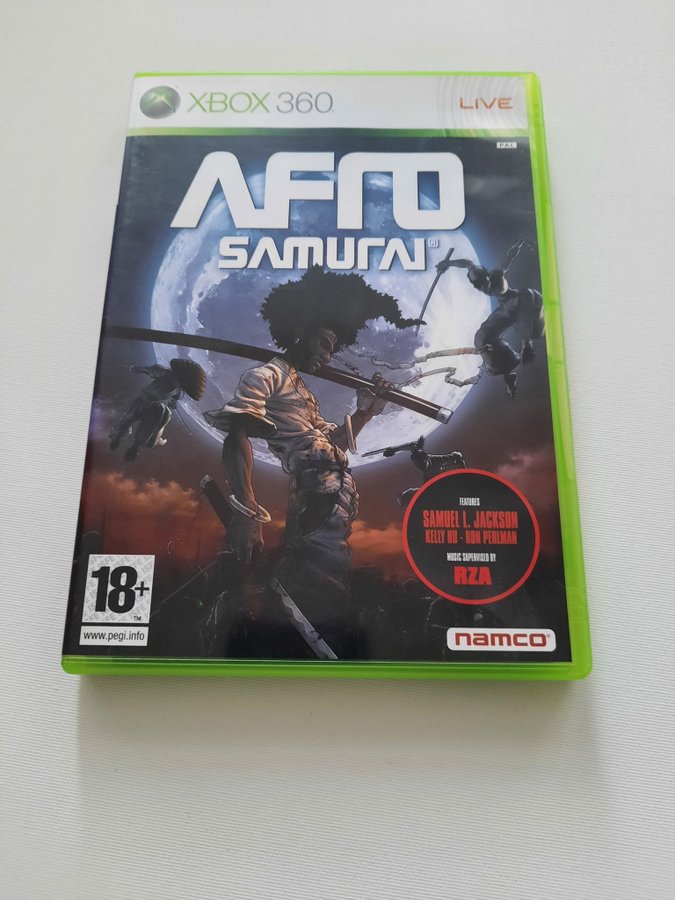 XBOX 360
LIVE
PAL
AFRO
SAMURAI
FEATURES
SAMUEL L. JACKSON
KELLY HU - RON PERLMAN
MUSIC SUPERVISED BY
RZA
18+
TM
www.pegi.info
namco